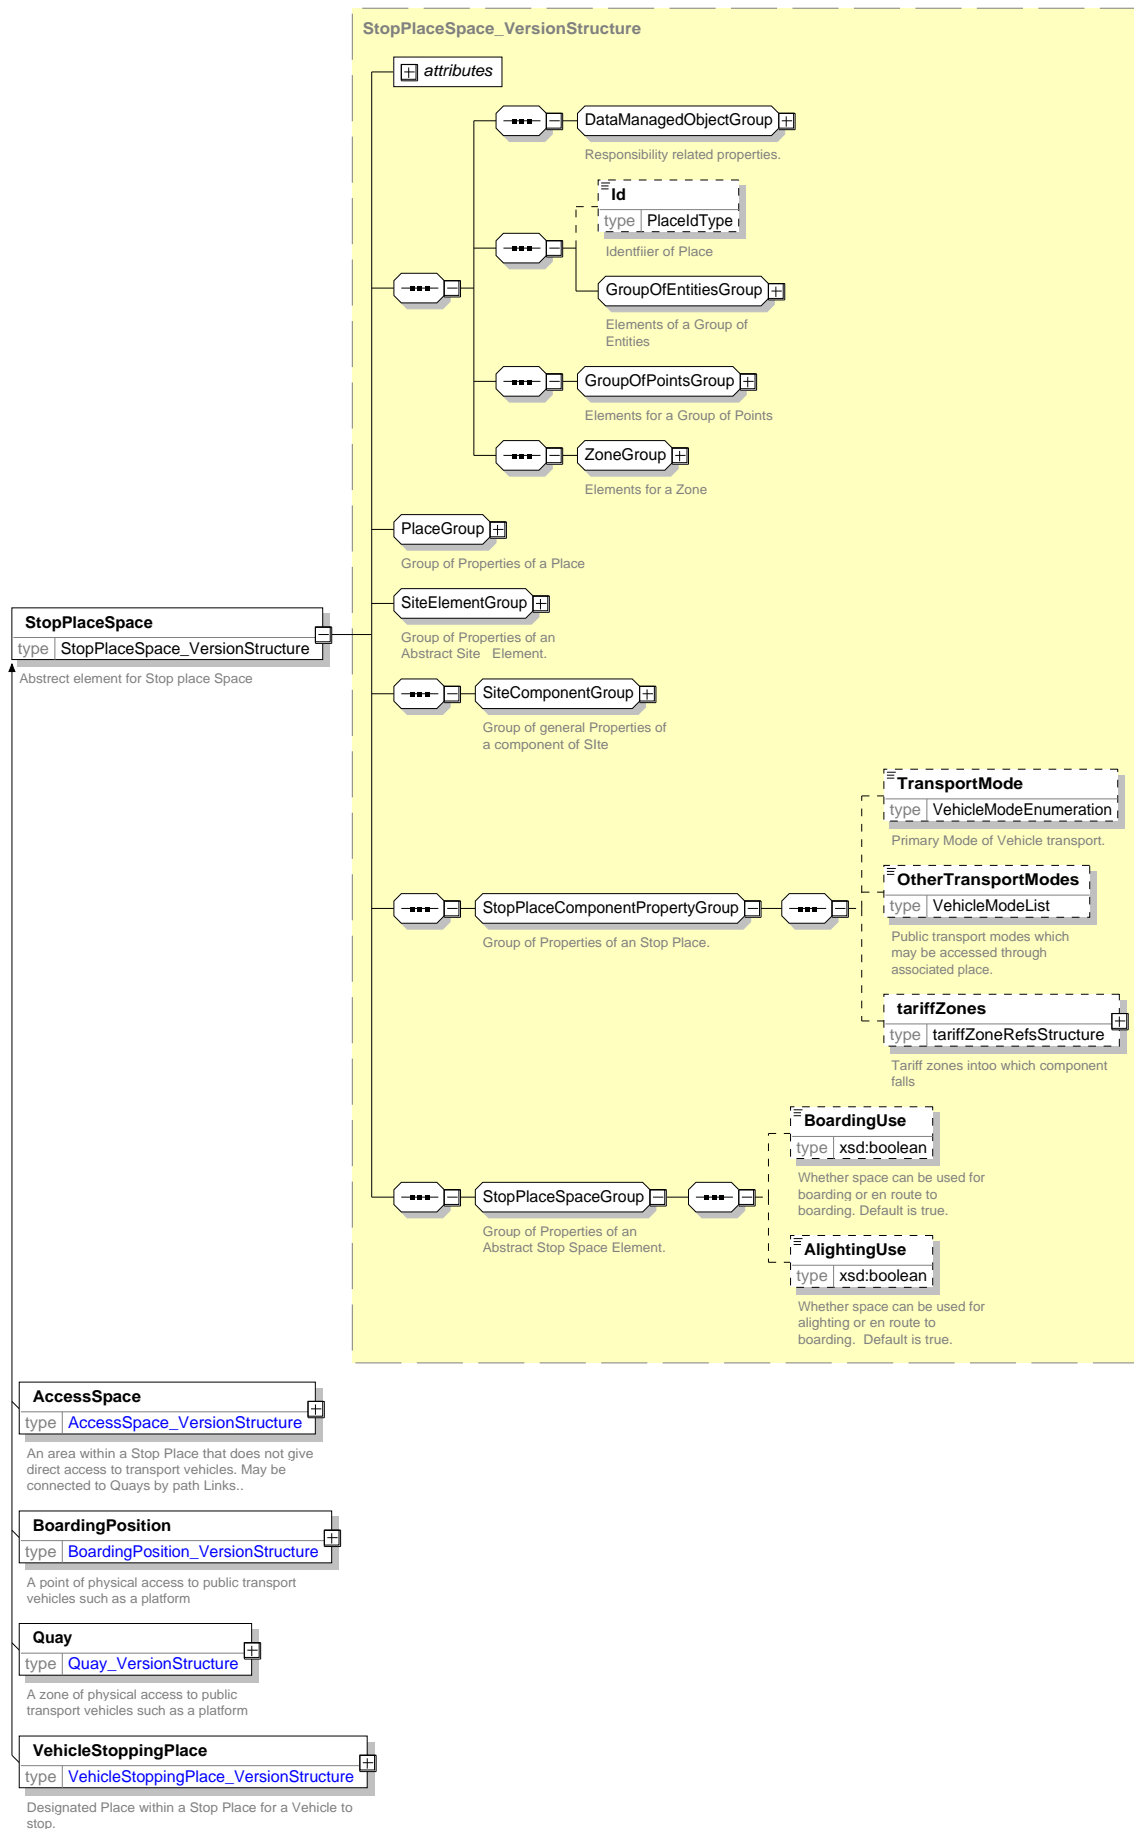 StopPlaceSpace_VersionStructure
attributes
DataManagedObjectGroup
Responsibility related properties.
Id
type PlaceIdType
Identfiier of Place
GroupOfEntitiesGroup
Elements of a Group of
Entities
GroupOfPointsGroup
Elements for a Group of Points
ZoneGroup
Elements for a Zone
PlaceGroup
Group of Properties of a Place
SiteElementGroup
Group of Properties of an
Abstract Site Element.
StopPlaceSpace
type StopPlaceSpace_VersionStructure
Abstrect element for Stop place Space
SiteComponentGroup
Group of general Properties of
a component of SIte
TransportMode
type VehicleModeEnumeration
Primary Mode of Vehicle transport.
OtherTransportModes
type VehicleModeList
Public transport modes which
may be accessed through
associated place.
StopPlaceComponentPropertyGroup
Group of Properties of an Stop Place.
tariffZones
type tariffZoneRefsStructure
Tariff zones intoo which component
falls
BoardingUse
type xsd:boolean
Whether space can be used for
boarding or en route to
boarding. Default is true.
StopPlaceSpaceGroup
Group of Properties of an
Abstract Stop Space Element.
AlightingUse
type xsd:boolean
Whether space can be used for
alighting or en route to
boarding. Default is true.
AccessSpace
type AccessSpace_VersionStructure
An area within a Stop Place that does not give
direct access to transport vehicles. May be
connected to Quays by path Links..
BoardingPosition
type BoardingPosition_VersionStructure
A point of physical access to public transport
vehicles such as a platform
Quay
type Quay_VersionStructure
A zone of physical access to public
transport vehicles such as a platform
VehicleStoppingPlace
type VehicleStoppingPlace_VersionStructure
Designated Place within a Stop Place for a Vehicle to
stop.